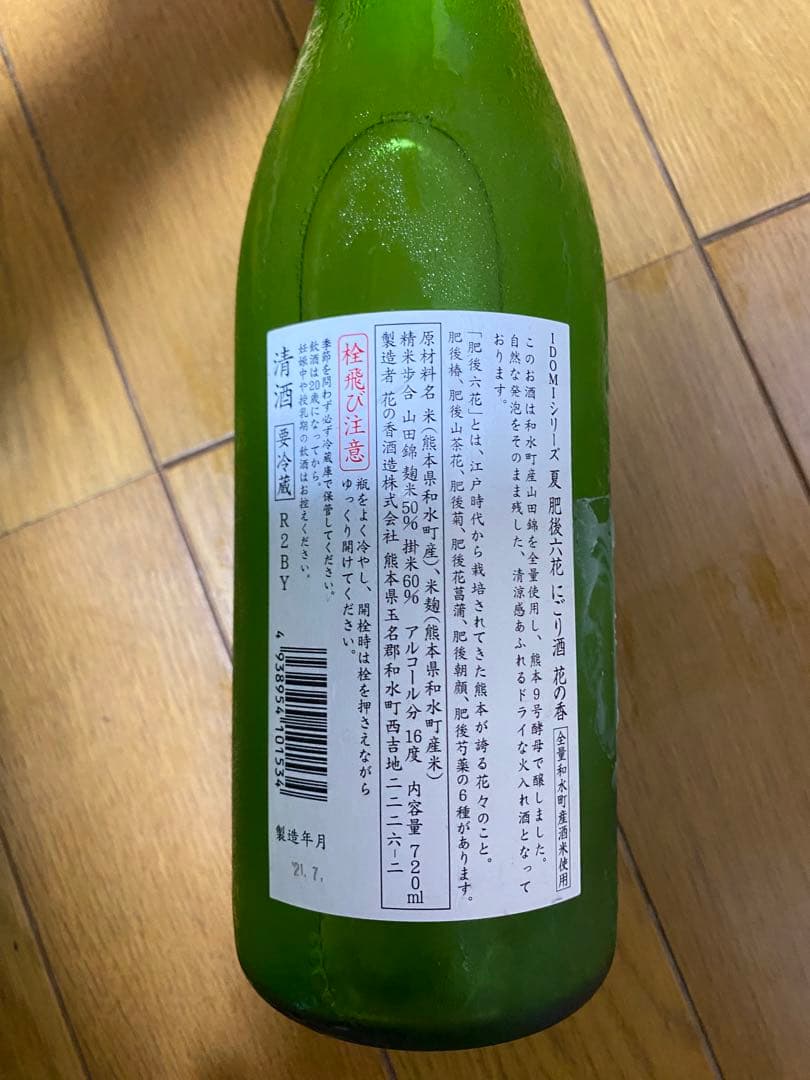 IDOMIシリーズ 夏 肥後六花 にごり酒 花の香 全量和水町産酒米使用
このお酒は和水町産山田錦を全量使用し、熊本9号酵母で醸しました。
自然な発泡をそのまま残した、清涼感あふれるドライな火入れ酒となって
おります。
「肥後六花」とは、江戸時代から栽培されてきた熊本が誇る花々のこと。
肥後椿、肥後山茶花、肥後菊、肥後花菖蒲、肥後朝顔、肥後芍薬の6種があります。
原材料名 米(熊本県和水町産)、米麹(熊本県和水町産米)
精米歩合 山田錦 麹米50% 掛米60% アルコール分 16度 内容量 720ml
製造者 花の香酒造株式会社 熊本県玉名郡和水町西吉地二二二六−二
栓飛び注意
瓶をよく冷やし、開栓時は栓を押さえながら
ゆっくり開けてください。
季節を問わず必ず冷蔵庫で保管してください。
飲酒は20歳になってから。
妊娠中や授乳期の飲酒はお控えください。
清酒 要冷蔵 R2BY
4938954101534
製造年月
'21.7,